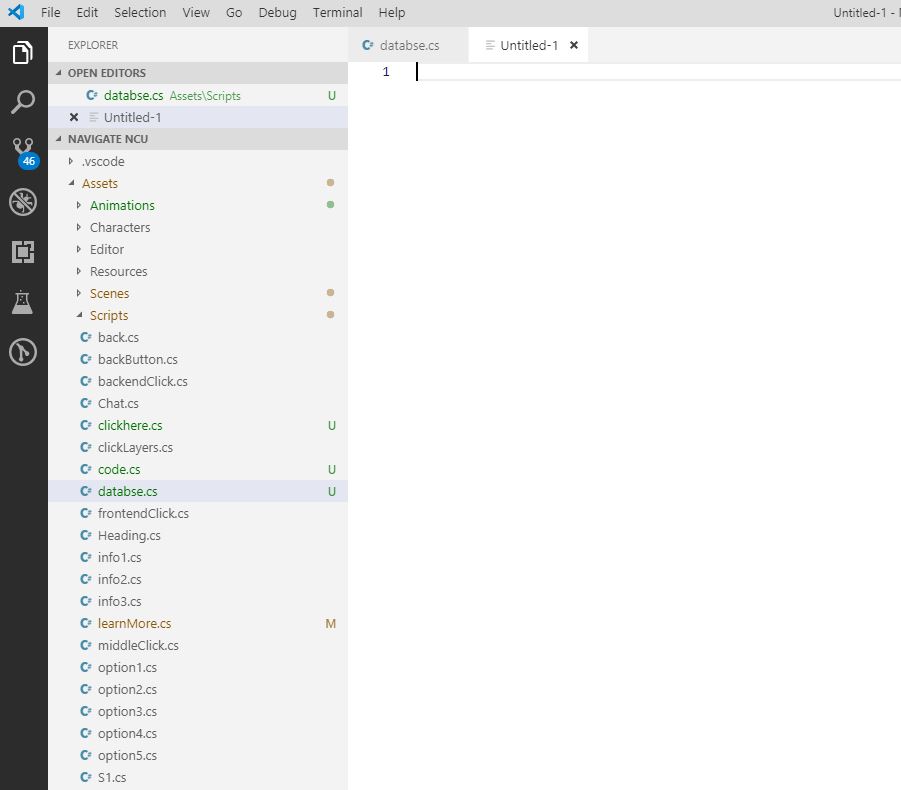 File Edit Selection View Go Debug Terminal Help Untitled-1 -
EXPLORER
databse.cs Untitled-1
OPEN EDITORS
databse.cs Assets\Scripts U
Untitled-1
1
46
NAVIGATE NCU
.vscode
Assets
Animations
Characters
Editor
Resources
Scenes
Scripts
C# back.cs
C# backButton.cs
C# backendClick.cs
C# Chat.cs
C# clickhere.cs U
C# clickLayers.cs
C# code.cs U
C# databse.cs U
C# frontendClick.cs
C# Heading.cs
C# info1.cs
C# info2.cs
C# info3.cs
C# learnMore.cs M
C# middleClick.cs
C# option1.cs
C# option2.cs
C# option3.cs
C# option4.cs
C# option5.cs
C# S1.cs